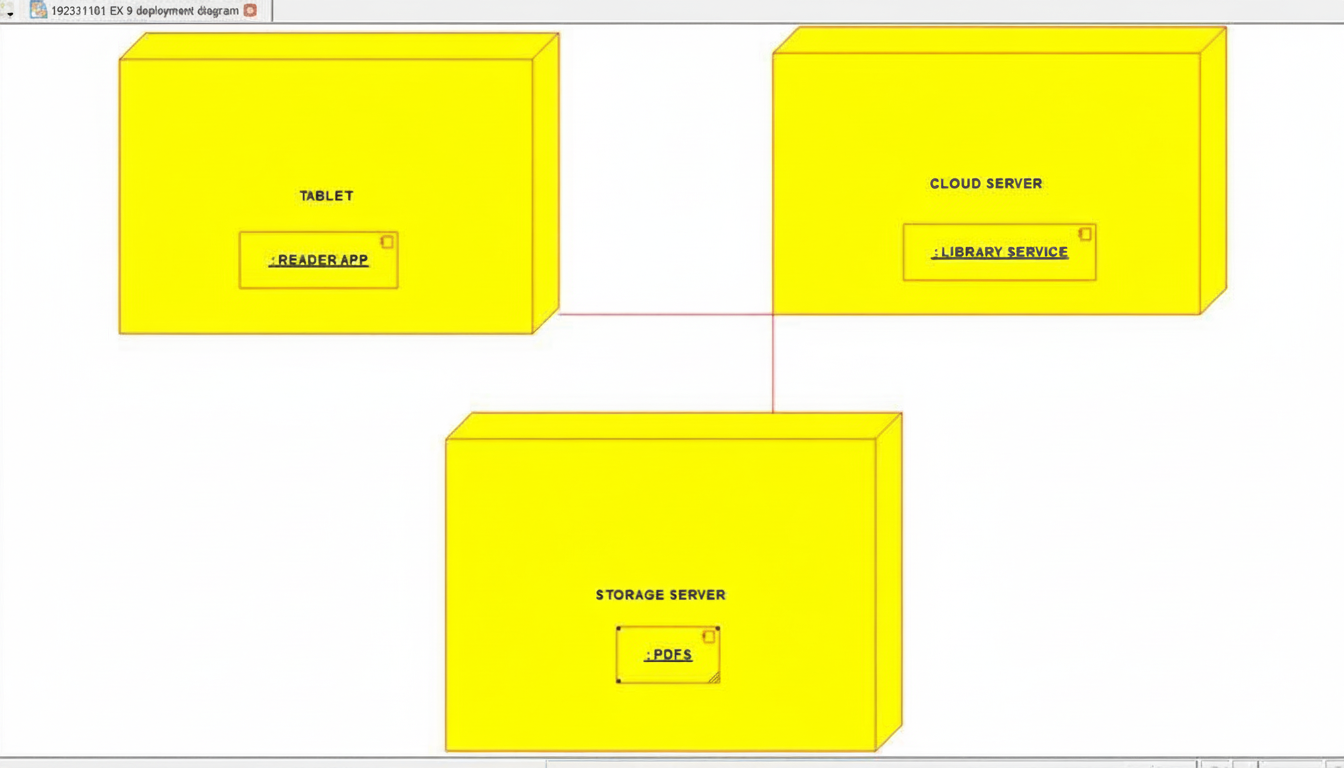 192331101 EX 9 deployment diagram
TABLET
:READER APP
CLOUD SERVER
:LIBRARY SERVICE
STORAGE SERVER
:PDFS